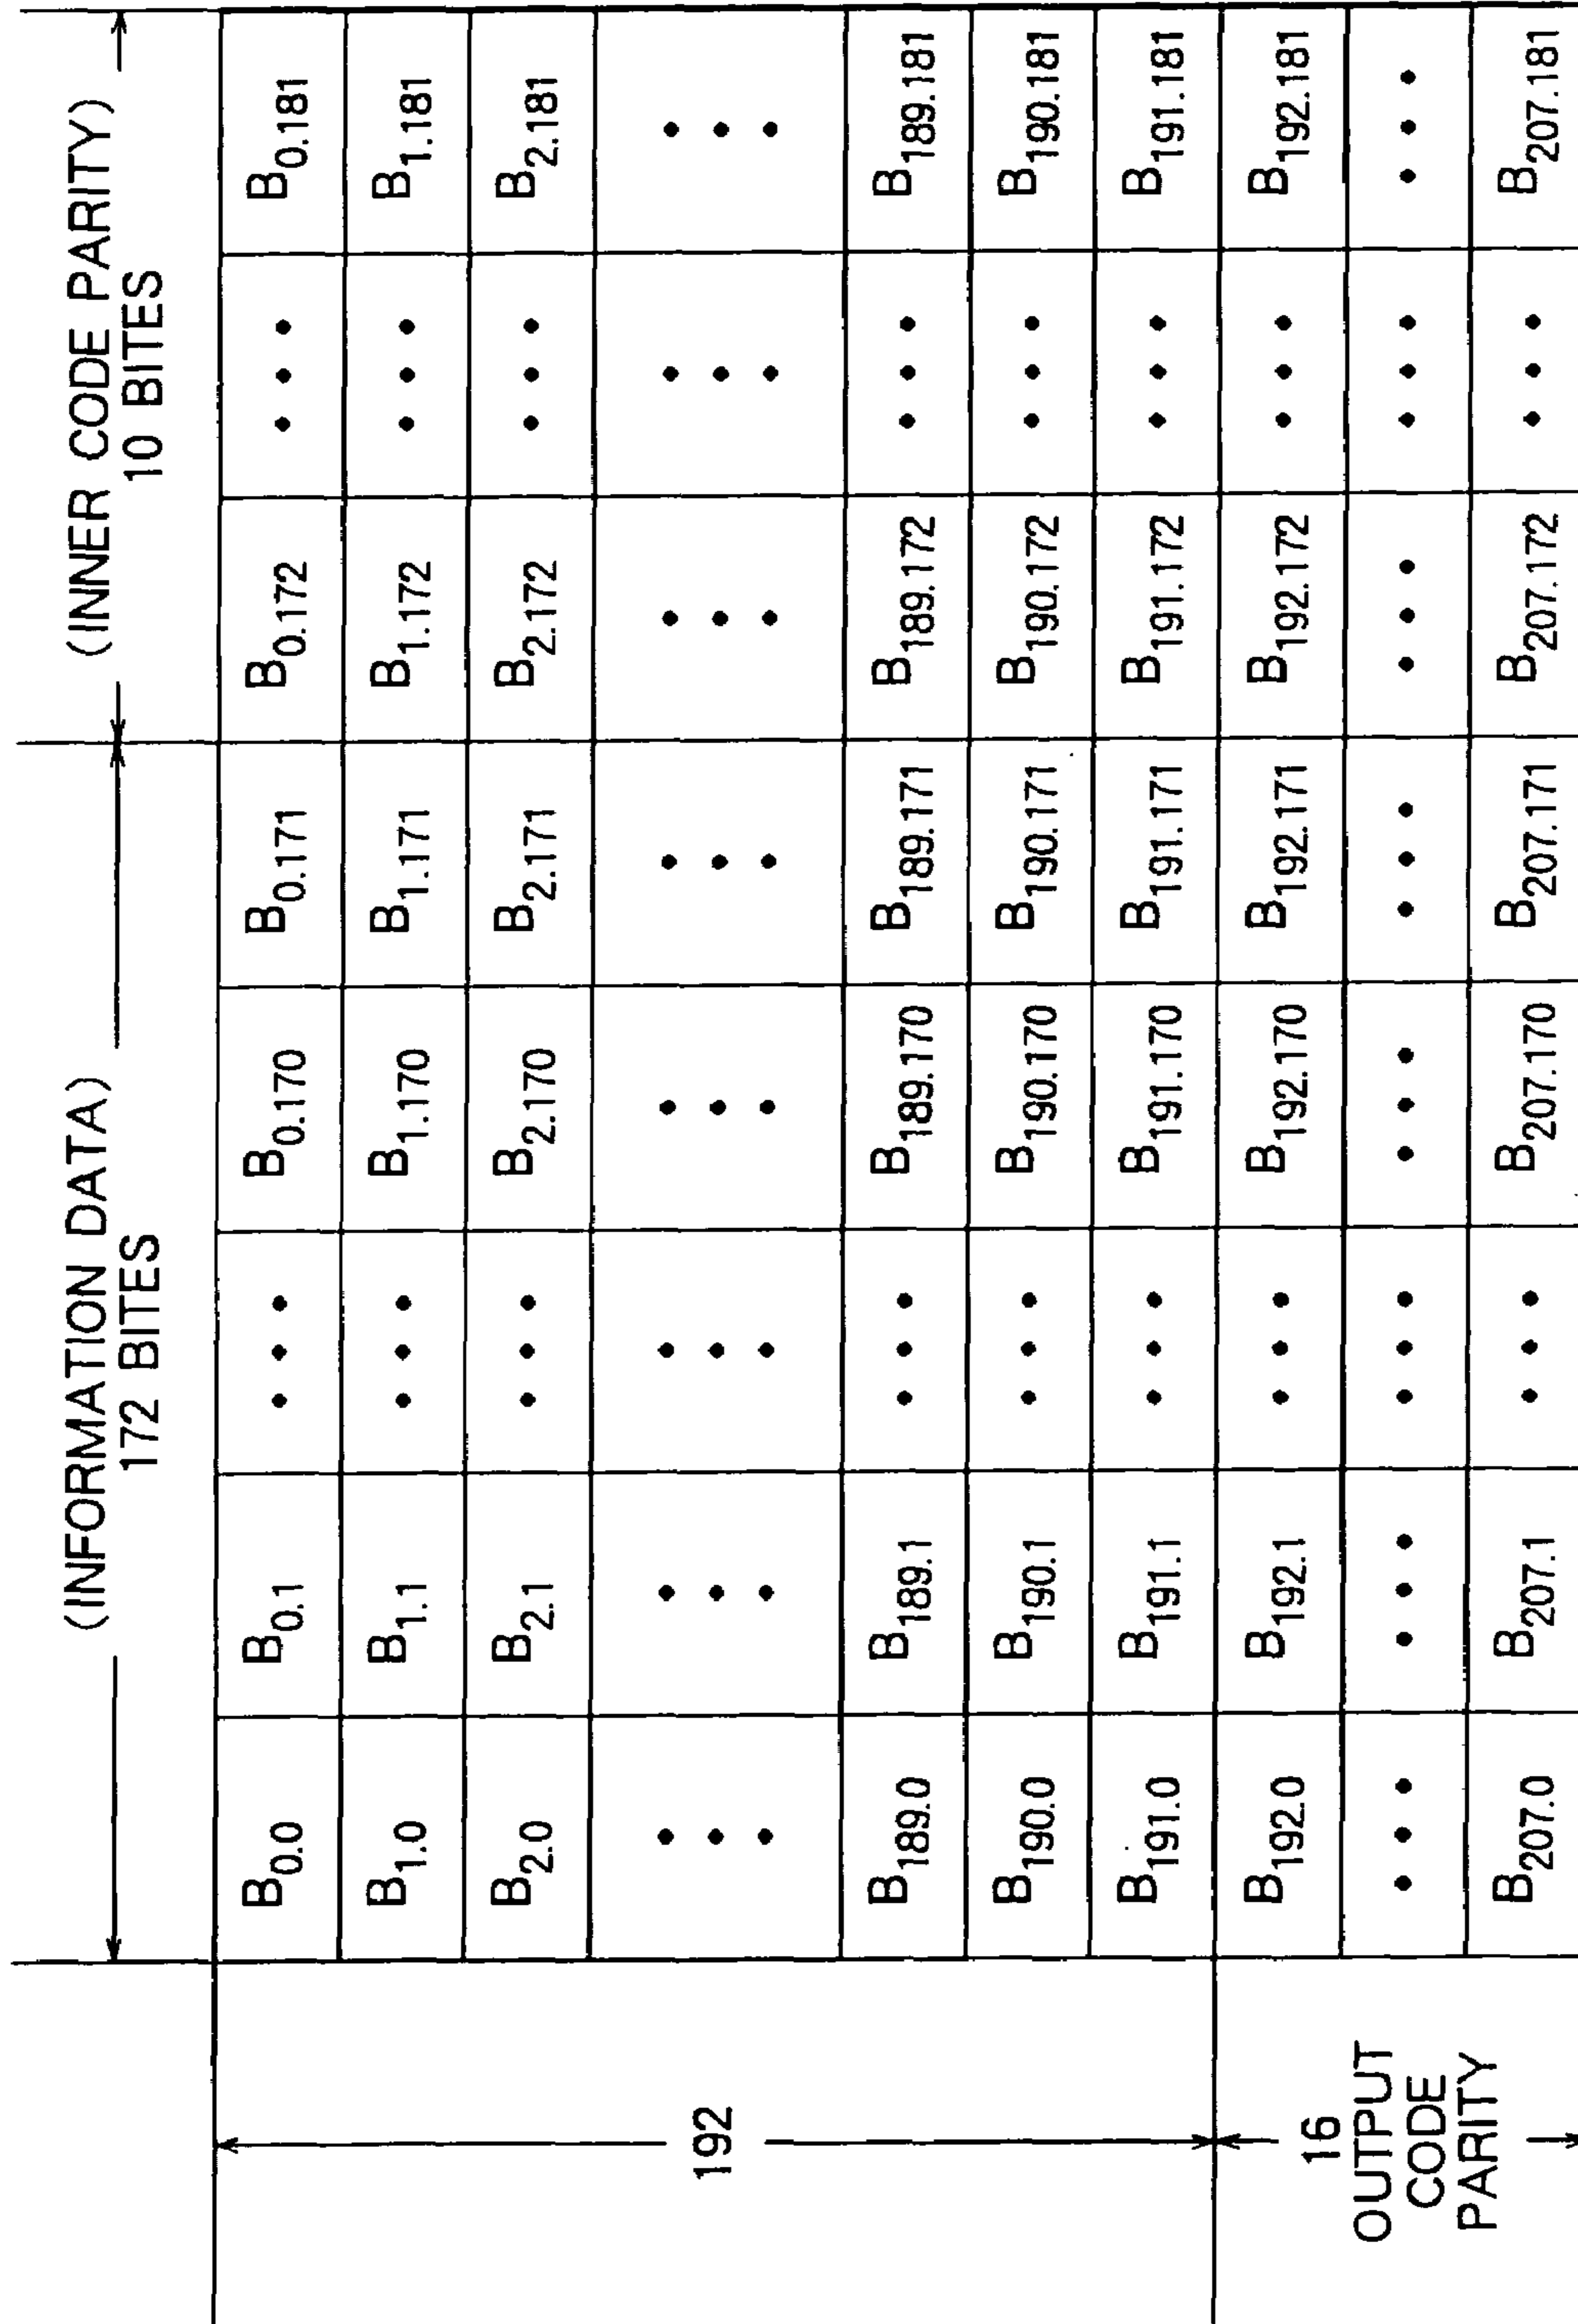 (INFORMATION DATA)
172 BITES
(INNER CODE PARITY)
10 BITES
B0.0 B0.1 • • • B0.170 B0.171 B0.172 • • • B0.181
B1.0 B1.1 • • • B1.170 B1.171 B1.172 • • • B1.181
B2.0 B2.1 • • • B2.170 B2.171 B2.172 • • • B2.181
192
B189.0 B189.1 • • • B189.170 B189.171 B189.172 • • • B189.181
B190.0 B190.1 • • • B190.170 B190.171 B190.172 • • • B190.181
B191.0 B191.1 • • • B191.170 B191.171 B191.172 • • • B191.181
B192.0 B192.1 • • • B192.170 B192.171 B192.172 • • • B192.181
16
OUTPUT
CODE
PARITY
B207.0 B207.1 • • • B207.170 B207.171 B207.172 • • • B207.181